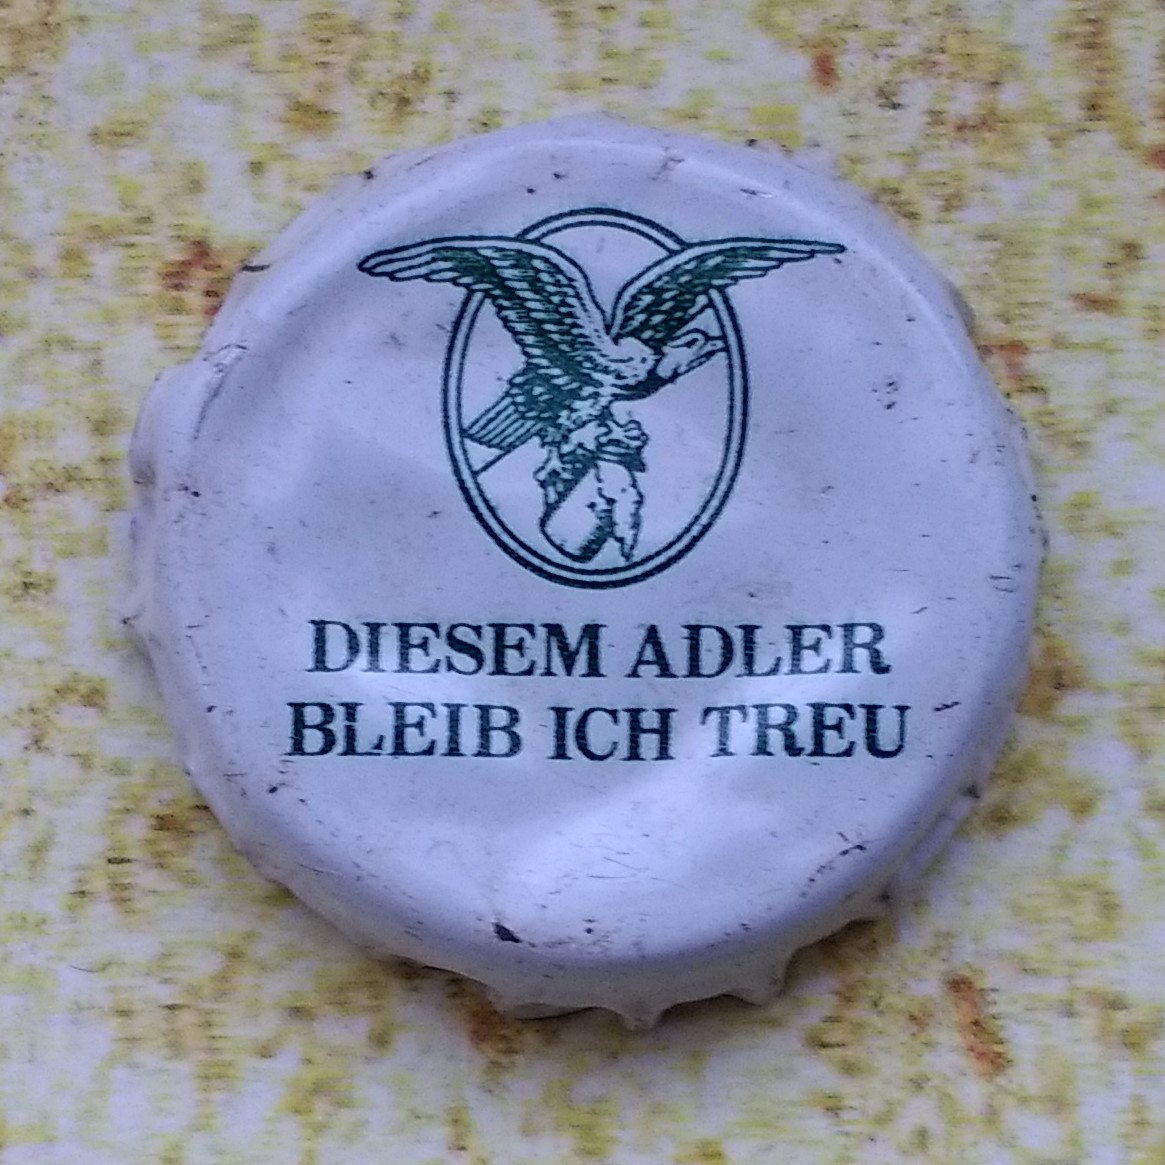 DIESEM ADLER
BLEIB ICH TREU